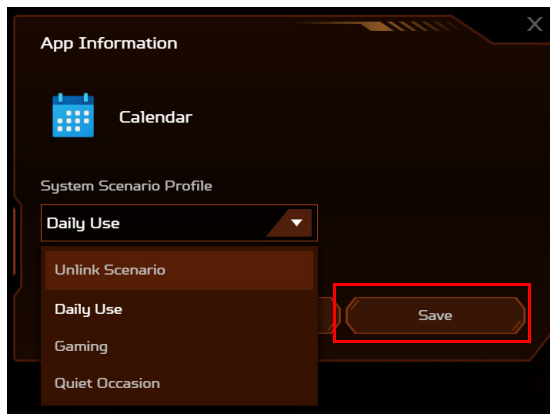 App Information
X
Calendar
System Scenario Profile
Daily Use
Unlink Scenario
Daily Use
Save
Gaming
Quiet Occasion